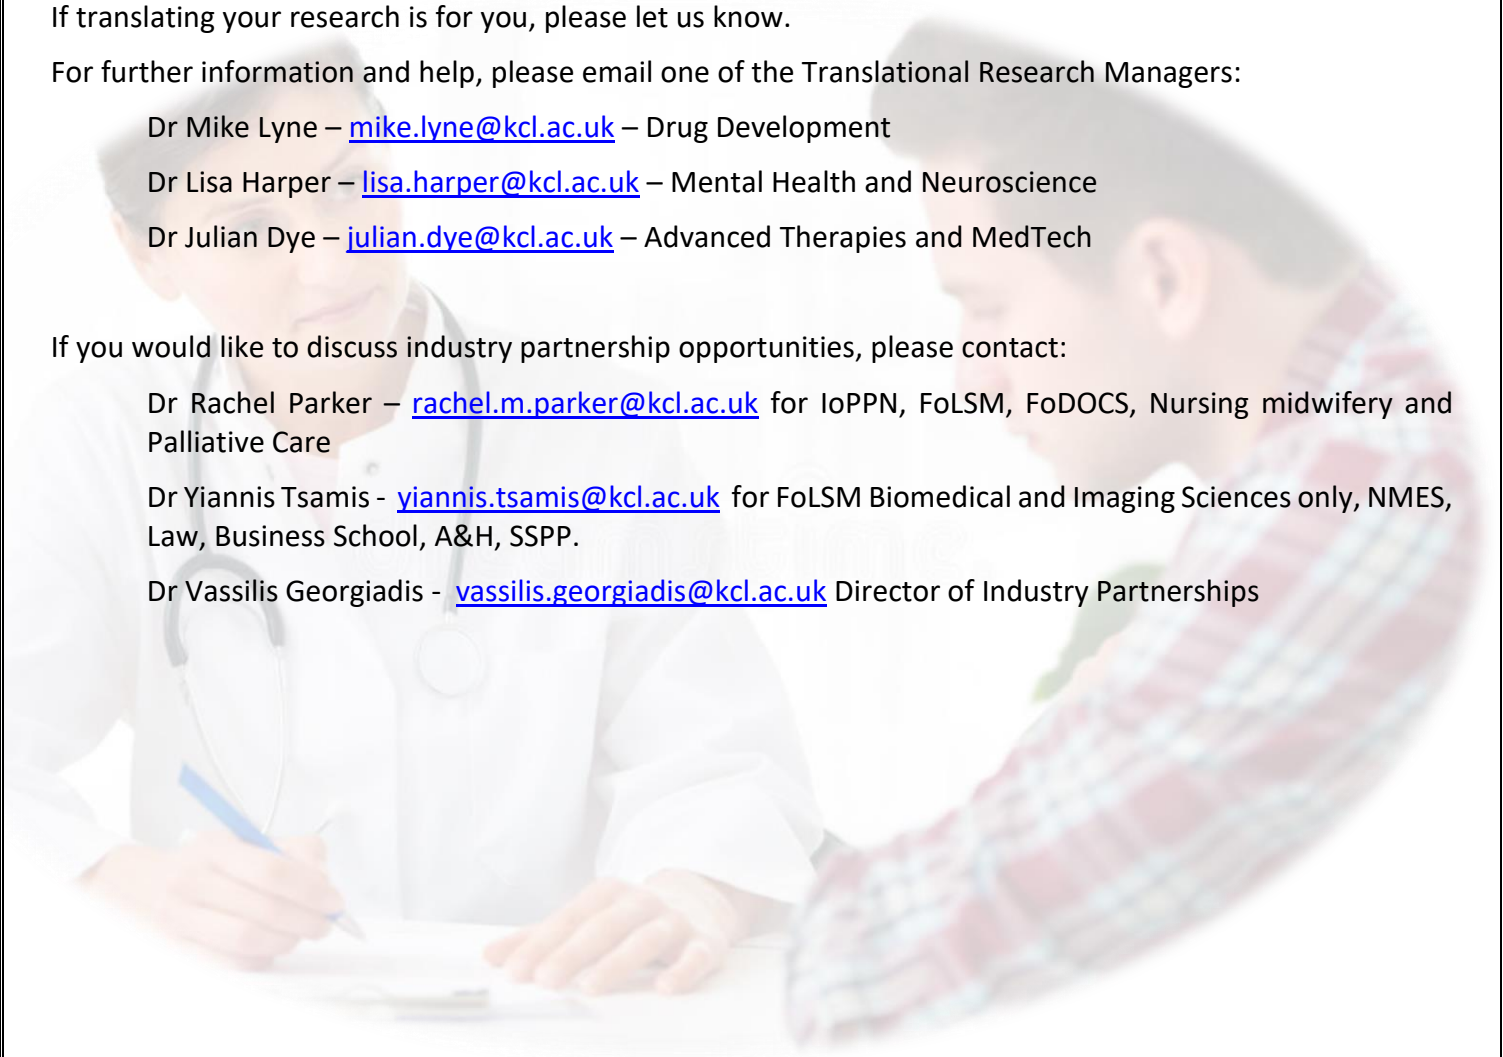 If translating your research is for you, please let us know.
For further information and help, please email one of the Translational Research Managers:
Dr Mike Lyne – mike.lyne@kcl.ac.uk – Drug Development
Dr Lisa Harper – lisa.harper@kcl.ac.uk – Mental Health and Neuroscience
Dr Julian Dye – julian.dye@kcl.ac.uk – Advanced Therapies and MedTech
If you would like to discuss industry partnership opportunities, please contact:
Dr Rachel Parker – rachel.m.parker@kcl.ac.uk for IoPPN, FoLSM, FoDOCS, Nursing midwifery and
Palliative Care
Dr Yiannis Tsamis - yiannis.tsamis@kcl.ac.uk for FoLSM Biomedical and Imaging Sciences only, NMES,
Law, Business School, A&H, SSPP.
Dr Vassilis Georgiadis - vassilis.georgiadis@kcl.ac.uk Director of Industry Partnerships